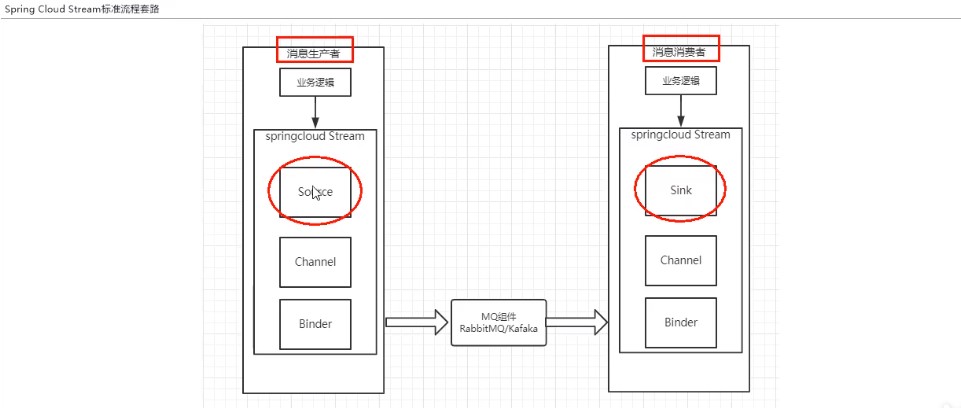 Spring Cloud Stream标准流程套路
消息生产者
业务逻辑
springcloud Stream
Source
Channel
Binder
MQ组件
RabbitMQ/Kafaka
消息消费者
业务逻辑
springcloud Stream
Sink
Channel
Binder